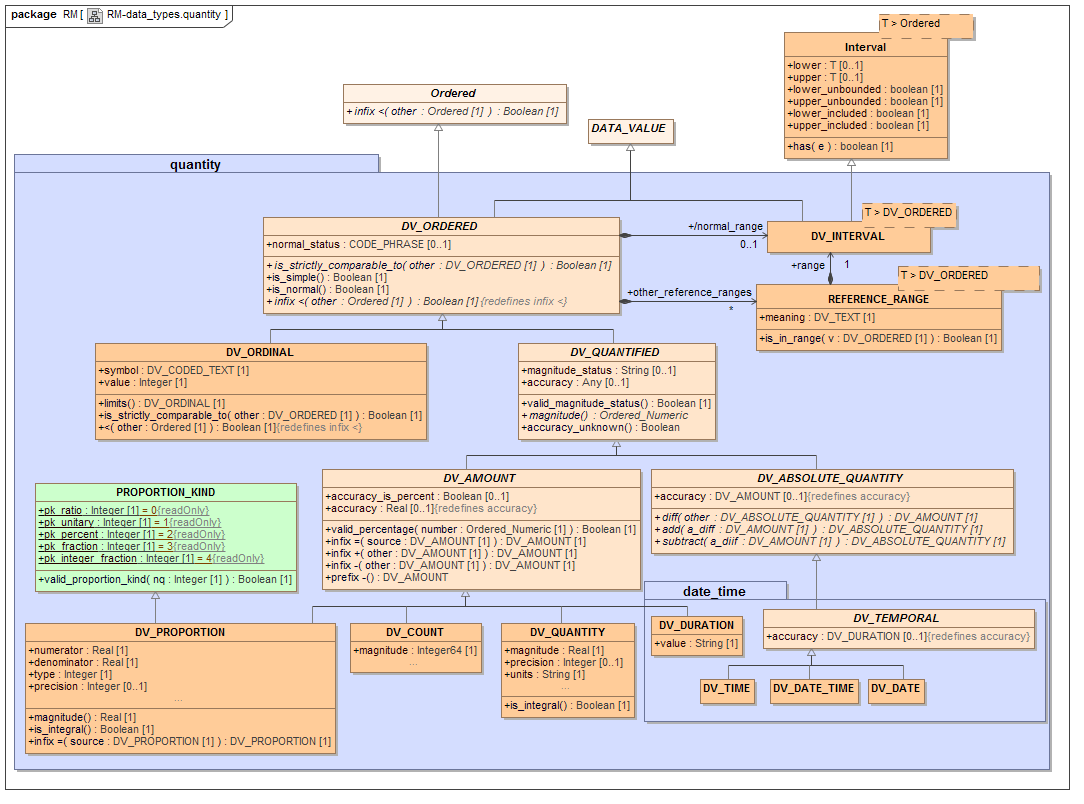 package RM [ RM-data_types.quantity ]
T > Ordered
Interval
+lower : T [0..1]
+upper : T [0..1]
+lower_unbounded : boolean [1]
+upper_unbounded : boolean [1]
+lower_included : boolean [1]
+upper_included : boolean [1]
+has( e ) : boolean [1]
Ordered
+ infix <( other : Ordered [1] ) : Boolean [1]
DATA_VALUE
quantity
DV_ORDERED
+normal_status : CODE_PHRASE [0..1]
+ is_strictly_comparable_to( other : DV_ORDERED [1] ) : Boolean [1]
+is_simple() : Boolean [1]
+is_normal() : Boolean [1]
+ infix <( other : Ordered [1] ) : Boolean [1]{redefines infix <}
+/normal_range
0..1
T > DV_ORDERED
DV_INTERVAL
+range
1
+other_reference_ranges
*
T > DV_ORDERED
REFERENCE_RANGE
+meaning : DV_TEXT [1]
+is_in_range( v : DV_ORDERED [1] ) : Boolean [1]
DV_ORDINAL
+symbol : DV_CODED_TEXT [1]
+value : Integer [1]
+limits() : DV_ORDINAL [1]
+is_strictly_comparable_to( other : DV_ORDERED [1] ) : Boolean [1]
+<( other : Ordered [1] ) : Boolean [1]{redefines infix <}
DV_QUANTIFIED
+magnitude_status : String [0..1]
+accuracy : Any [0..1]
+valid_magnitude_status() : Boolean [1]
+ magnitude() : Ordered_Numeric
+accuracy_unknown() : Boolean
DV_AMOUNT
+accuracy_is_percent : Boolean [0..1]
+accuracy : Real [0..1]{redefines accuracy}
+valid_percentage( number : Ordered_Numeric [1] ) : Boolean [1]
+infix =( source : DV_AMOUNT [1] ) : DV_AMOUNT [1]
+infix +( other : DV_AMOUNT [1] ) : DV_AMOUNT [1]
+infix -( other : DV_AMOUNT [1] ) : DV_AMOUNT [1]
+prefix -() : DV_AMOUNT
DV_ABSOLUTE_QUANTITY
+accuracy : DV_AMOUNT [0..1]{redefines accuracy}
+ diff( other : DV_ABSOLUTE_QUANTITY [1] ) : DV_AMOUNT [1]
+ add( a_diff : DV_AMOUNT [1] ) : DV_ABSOLUTE_QUANTITY [1]
+ subtract( a_diif : DV_AMOUNT [1] ) : DV_ABSOLUTE_QUANTITY [1]
PROPORTION_KIND
+pk_ratio : Integer [1] = 0{readOnly}
+pk_unitary : Integer [1] = 1{readOnly}
+pk_percent : Integer [1] = 2{readOnly}
+pk_fraction : Integer [1] = 3{readOnly}
+pk_integer_fraction : Integer [1] = 4{readOnly}
+valid_proportion_kind( nq : Integer [1] ) : Boolean [1]
DV_PROPORTION
+numerator : Real [1]
+denominator : Real [1]
+type : Integer [1]
+precision : Integer [0..1]
...
+magnitude() : Real [1]
+is_integral() : Boolean [1]
+infix =( source : DV_PROPORTION [1] ) : DV_PROPORTION [1]
DV_COUNT
+magnitude : Integer64 [1]
...
DV_QUANTITY
+magnitude : Real [1]
+precision : Integer [0..1]
+units : String [1]
...
+is_integral() : Boolean [1]
date_time
DV_DURATION
+value : String [1]
DV_TEMPORAL
+accuracy : DV_DURATION [0..1]{redefines accuracy}
DV_TIME
DV_DATE_TIME
DV_DATE